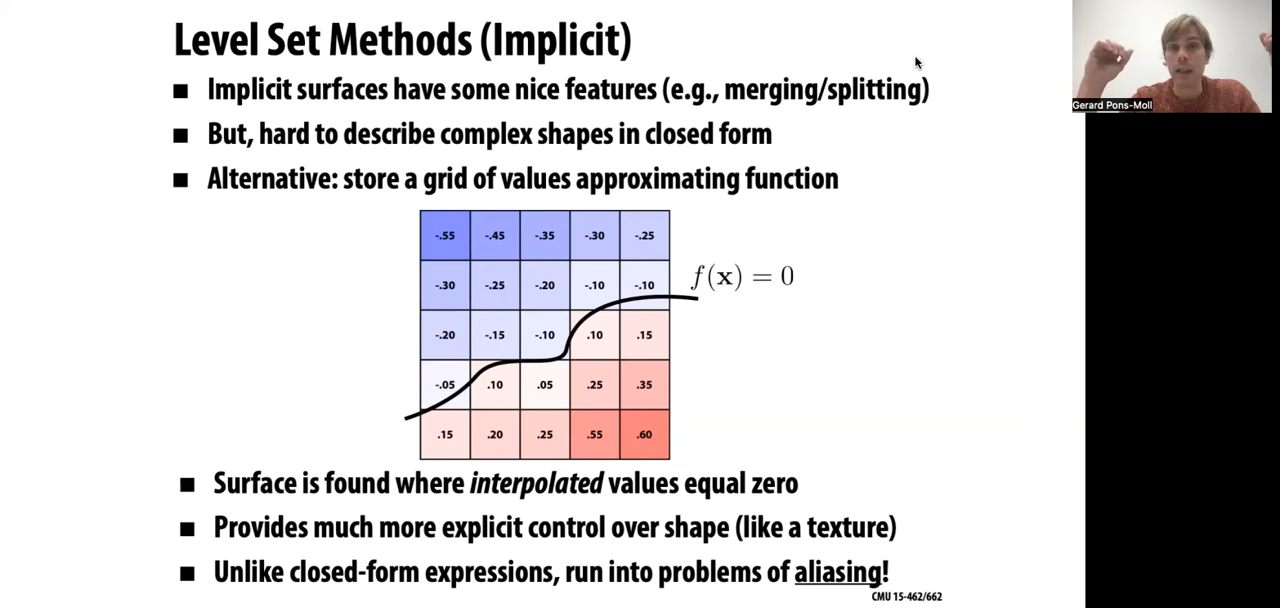 Level Set Methods (Implicit)
■ Implicit surfaces have some nice features (e.g., merging/splitting)
■ But, hard to describe complex shapes in closed form
■ Alternative: store a grid of values approximating function
-.55 -.45 -.35 -.30 -.25
-.30 -.25 -.20 -.10 -.10
f(x) = 0
-.20 -.15 -.10 .10 .15
-.05 .10 .05 .25 .35
.15 .20 .25 .55 .60
■ Surface is found where interpolated values equal zero
■ Provides much more explicit control over shape (like a texture)
■ Unlike closed-form expressions, run into problems of aliasing!
CMU 15-462/662
Gerard Pons-Moll